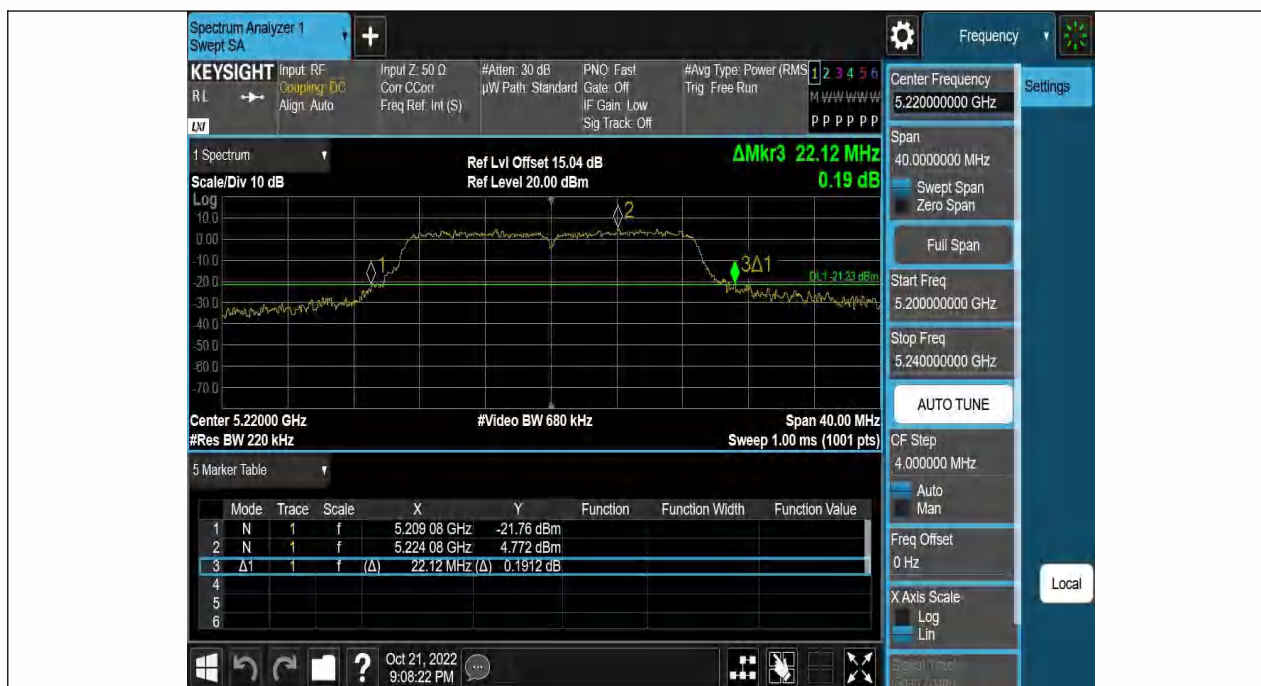 Spectrum Analyzer 1
Swept SA
+
Frequency
KEYSIGHT
RL
LXI
Input: RF
Coupling: DC
Align: Auto
Input Z: 50 Ω
Corr CCorr
Freq Ref: Int (S)
#Atten: 30 dB
µW Path: Standard
PNO: Fast
Gate: Off
IF Gain: Low
Sig Track: Off
#Avg Type: Power (RMS
Trig: Free Run
1 2 3 4 5 6
M W W W W W
P P P P P P
Center Frequency
5.220000000 GHz
Settings
1 Spectrum
Scale/Div 10 dB
Ref Lvl Offset 15.04 dB
Ref Level 20.00 dBm
ΔMkr3 22.12 MHz
0.19 dB
Span
40.0000000 MHz
Swept Span
Zero Span
Full Span
Log
10.0
0.00
-10.0
-20.0
-30.0
-40.0
-50.0
-60.0
-70.0
1
2
3Δ1
DL1 -21.23 dBm
Start Freq
5.200000000 GHz
Stop Freq
5.240000000 GHz
AUTO TUNE
Center 5.22000 GHz
#Video BW 680 kHz
Span 40.00 MHz
#Res BW 220 kHz
Sweep 1.00 ms (1001 pts)
CF Step
4.000000 MHz
Auto
Man
5 Marker Table
Mode Trace Scale X Y Function Function Width Function Value
1 N 1 f 5.209 08 GHz -21.76 dBm
2 N 1 f 5.224 08 GHz 4.772 dBm
3 Δ1 1 f (Δ) 22.12 MHz (Δ) 0.1912 dB
4
5
6
Freq Offset
0 Hz
Local
X Axis Scale
Log
Lin
Signal Track
(Span Zoom)
?
Oct 21, 2022
9:08:22 PM